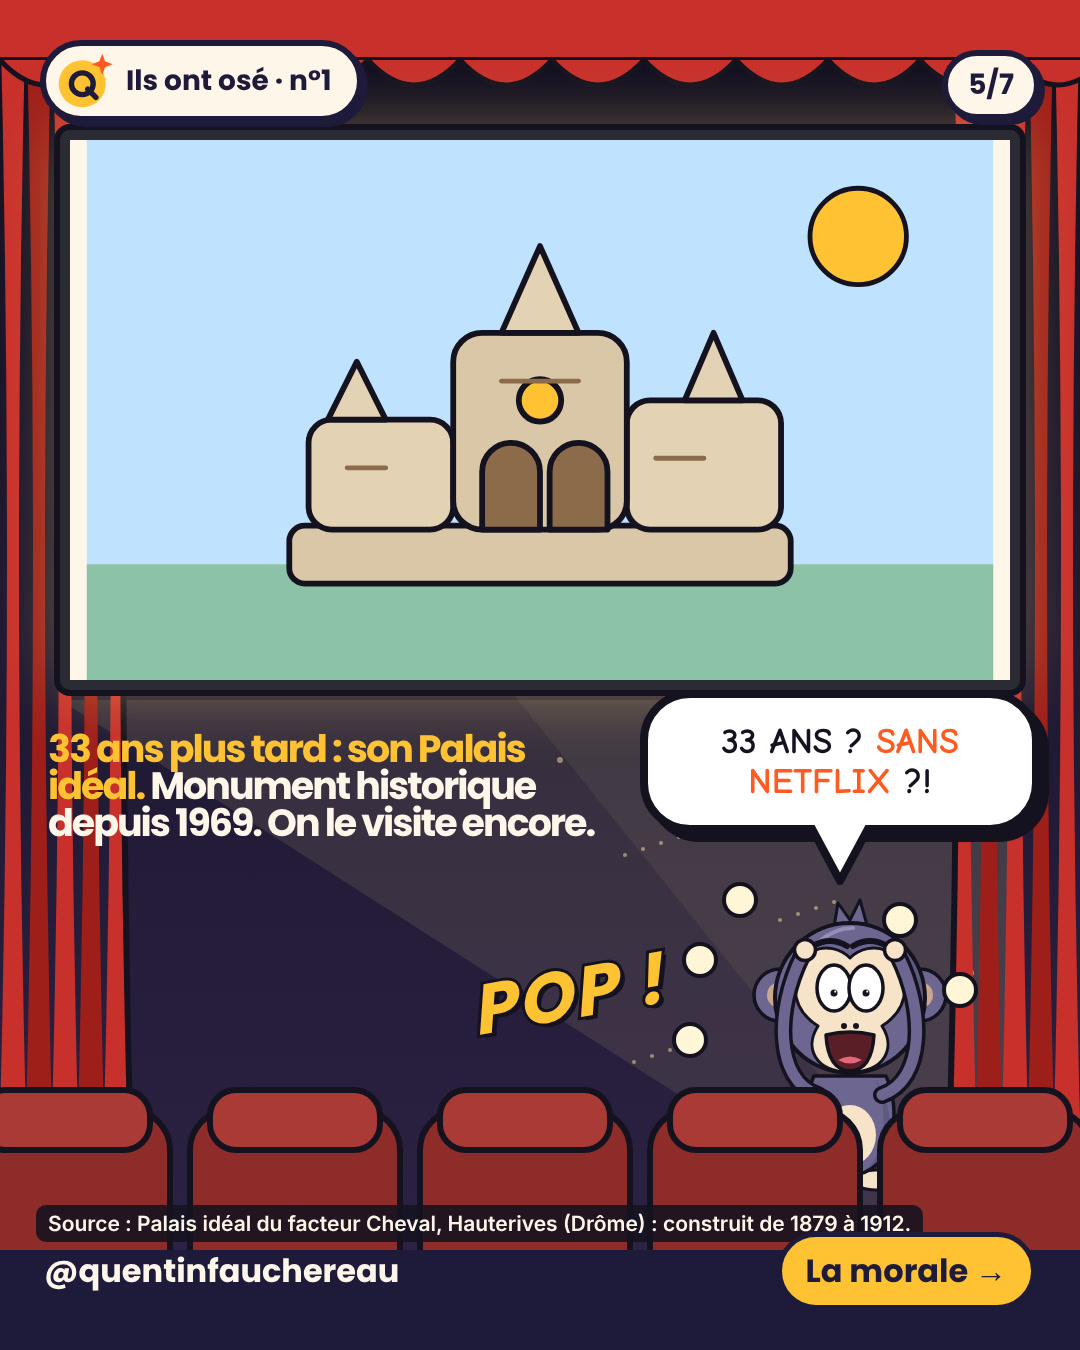 Q Ils ont osé · nº1
5/7
33 ans plus tard : son Palais
idéal. Monument historique
depuis 1969. On le visite encore.
33 ANS ? SANS
NETFLIX ?!
POP !
Source : Palais idéal du facteur Cheval, Hauterives (Drôme) : construit de 1879 à 1912.
@quentinfauchereau
La morale →